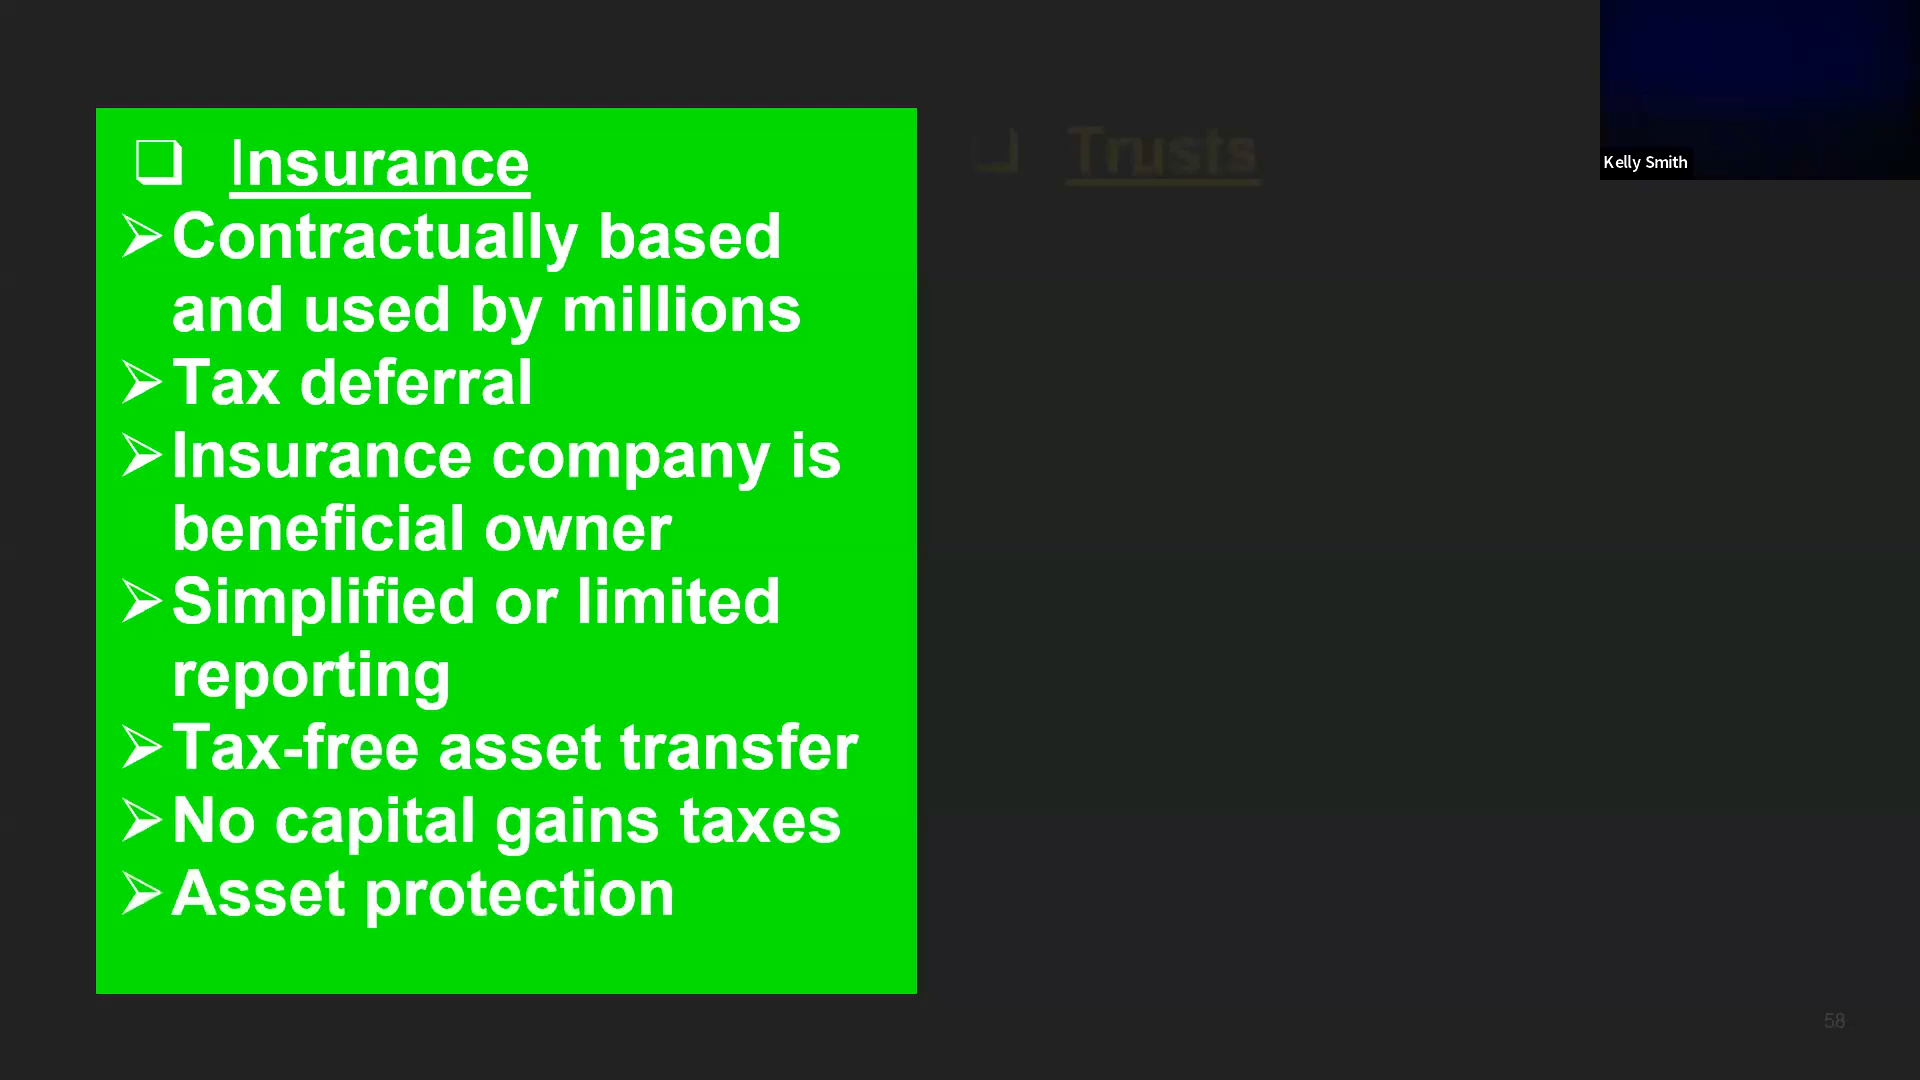 ❑ Insurance
➢Contractually based
and used by millions
➢Tax deferral
➢Insurance company is
beneficial owner
➢Simplified or limited
reporting
➢Tax-free asset transfer
➢No capital gains taxes
➢Asset protection
❑ Trusts
Kelly Smith
58